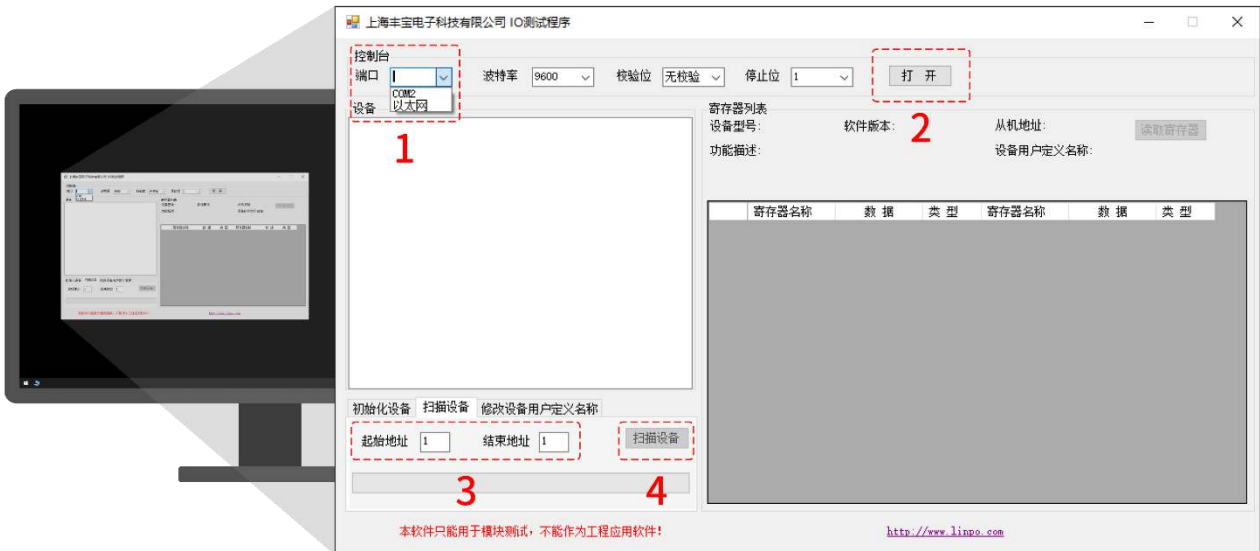 上海丰宝电子科技有限公司 IO测试程序
控制台
端口 波特率 9600 校验位 无校验 停止位 1 打 开
COM2
以太网
1
2
设备
寄存器列表
设备型号: 软件版本: 从机地址: 读取寄存器
功能描述: 设备用户定义名称:
寄存器名称 数 据 类 型 寄存器名称 数 据 类 型
初始化设备 扫描设备 修改设备用户定义名称
起始地址 1 结束地址 1 扫描设备
3
4
本软件只能用于模块测试，不能作为工程应用软件!
http://www.linpo.com